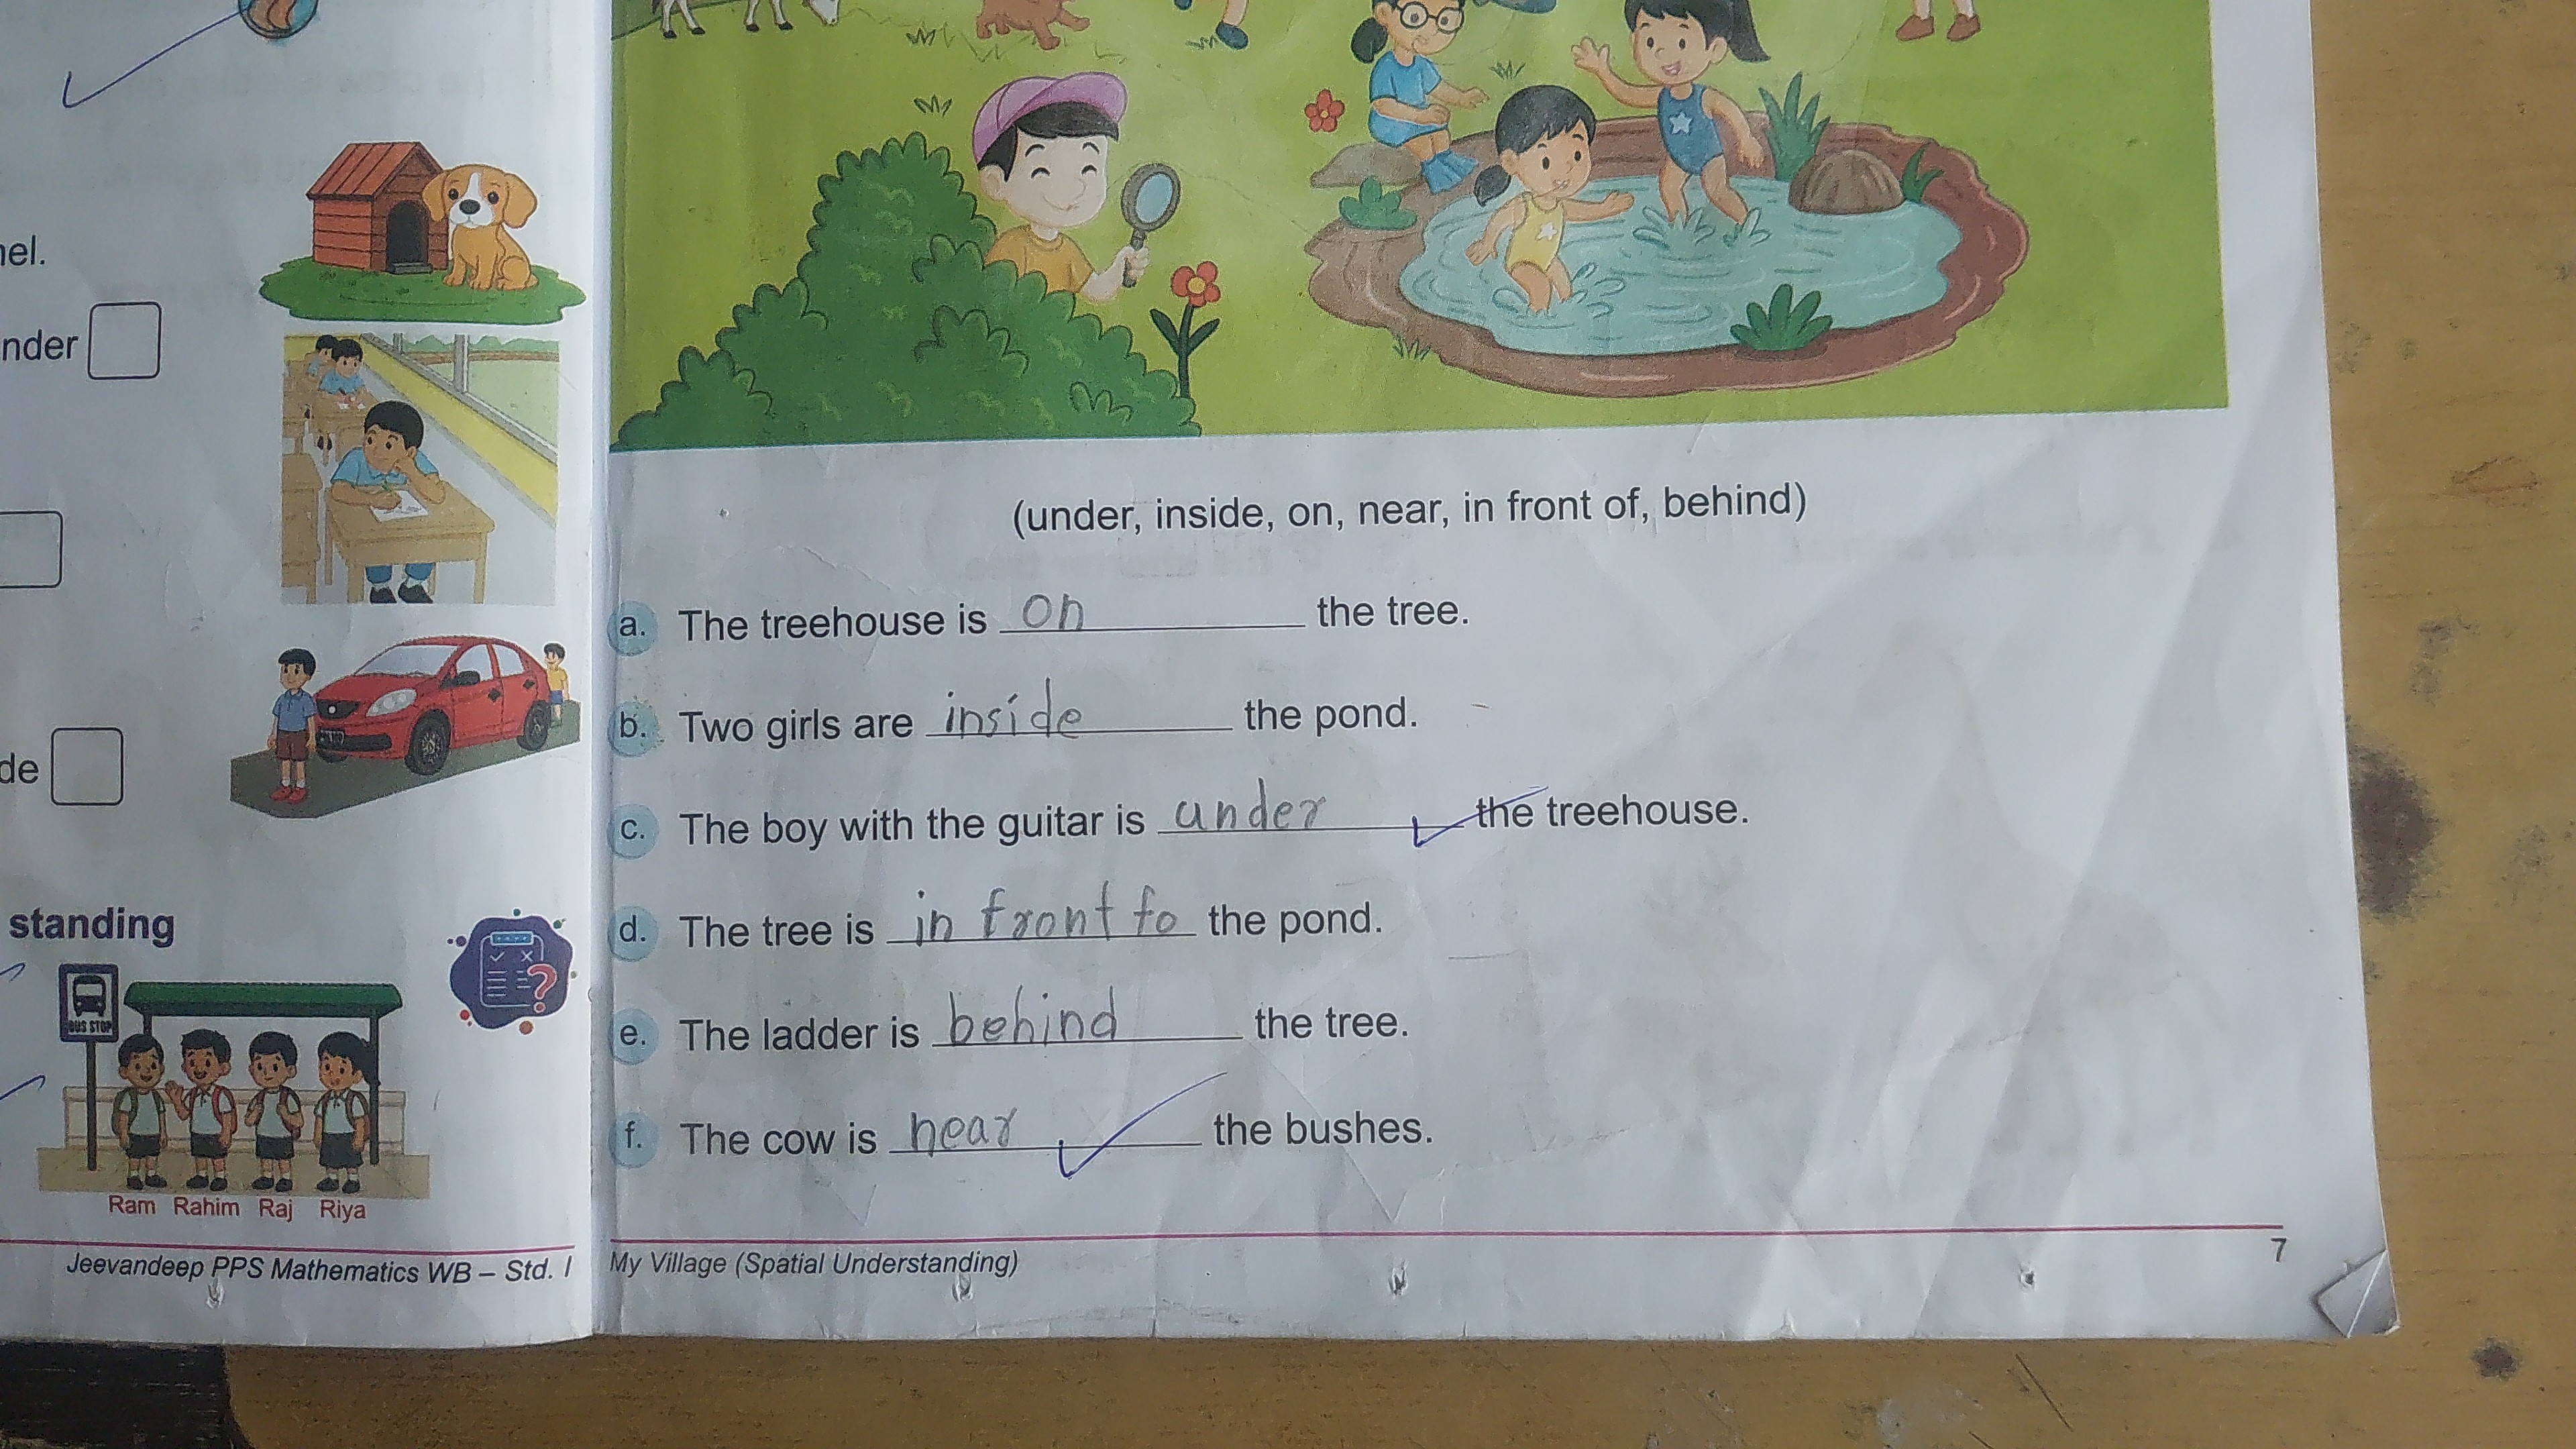 nel.
nder
de
standing
BUS STOP
Ram Rahim Raj Riya
Jeevandeep PPS Mathematics WB – Std. I
(under, inside, on, near, in front of, behind)
a. The treehouse is on the tree.
b. Two girls are inside the pond.
c. The boy with the guitar is under the treehouse.
d. The tree is in front fo the pond.
e. The ladder is behind the tree.
f. The cow is near the bushes.
My Village (Spatial Understanding)
7